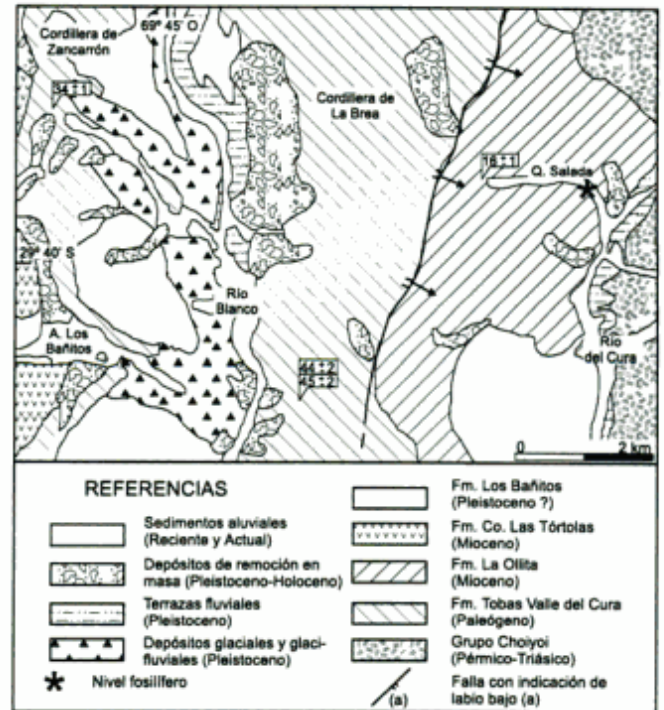 69° 45' O
Cordillera de
Zancarrón
34 ± 1
Cordillera de
La Brea
18 ± 1
Q. Salada
29° 40' S
Río
Blanco
A. Los
Bañitos
Río
del Cura
44 ± 2
45 ± 2
0 2 km
REFERENCIAS
Sedimentos aluviales
(Reciente y Actual)
Depósitos de remoción en
masa (Pleistoceno-Holoceno)
Terrazas fluviales
(Pleistoceno)
Depósitos glaciales y glaci-
fluviales (Pleistoceno)
Nivel fosilífero
Fm. Los Bañitos
(Pleistoceno ?)
Fm. Co. Las Tórtolas
(Mioceno)
Fm. La Ollita
(Mioceno)
Fm. Tobas Valle del Cura
(Paleógeno)
Grupo Choiyoi
(Pérmico-Triásico)
Falla con indicación de
labio bajo (a)
(a)